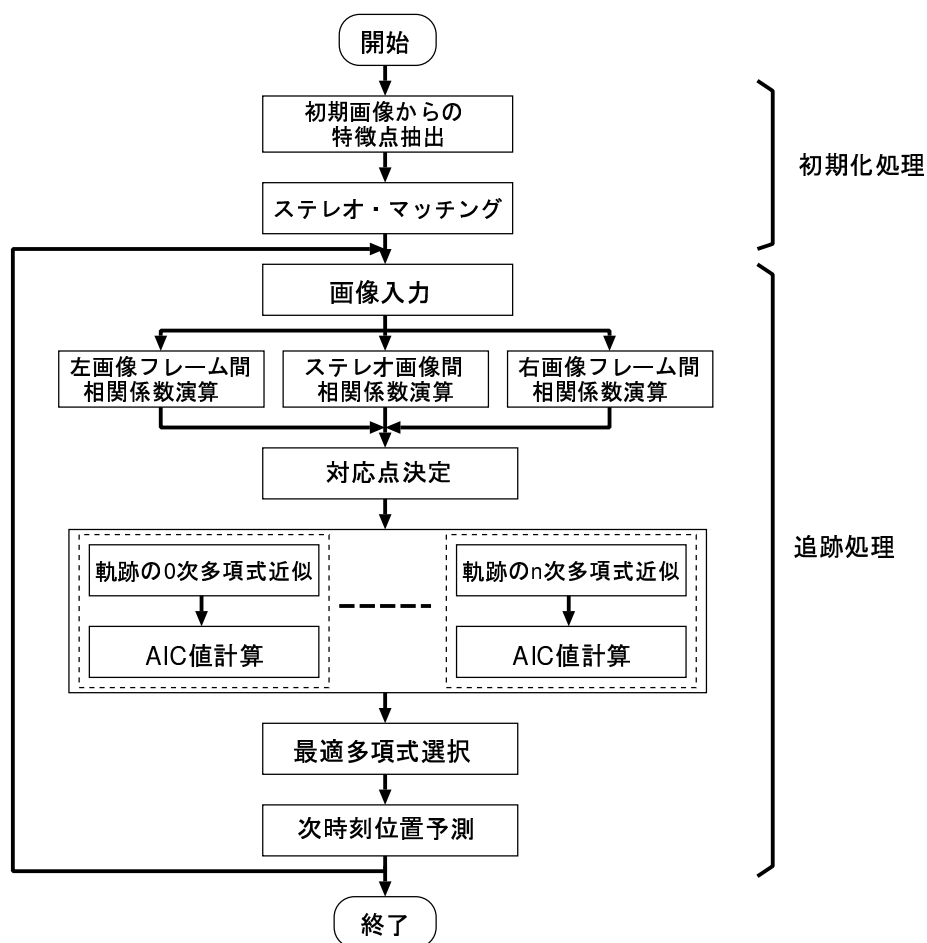 開始
初期画像からの
特徴点抽出
初期化処理
ステレオ・マッチング
画像入力
左画像フレーム間
相関係数演算
ステレオ画像間
相関係数演算
右画像フレーム間
相関係数演算
対応点決定
追跡処理
軌跡の0次多項式近似
AIC値計算
軌跡のn次多項式近似
AIC値計算
最適多項式選択
次時刻位置予測
終了